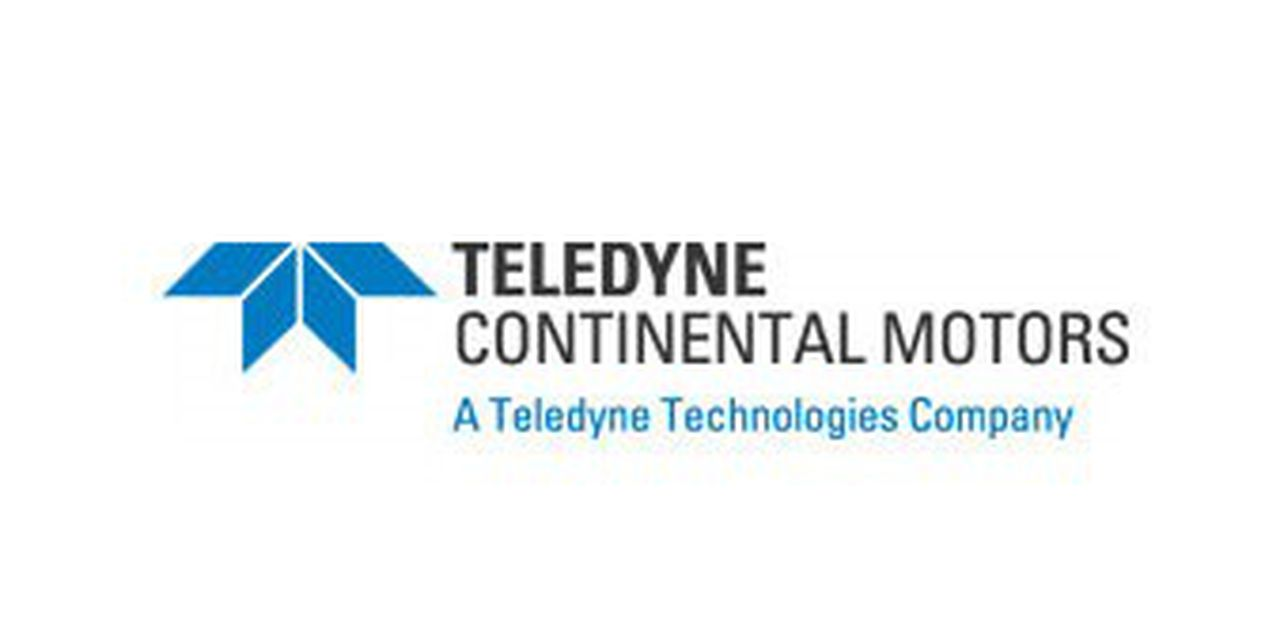 TELEDYNE
CONTINENTAL MOTORS
A Teledyne Technologies Company